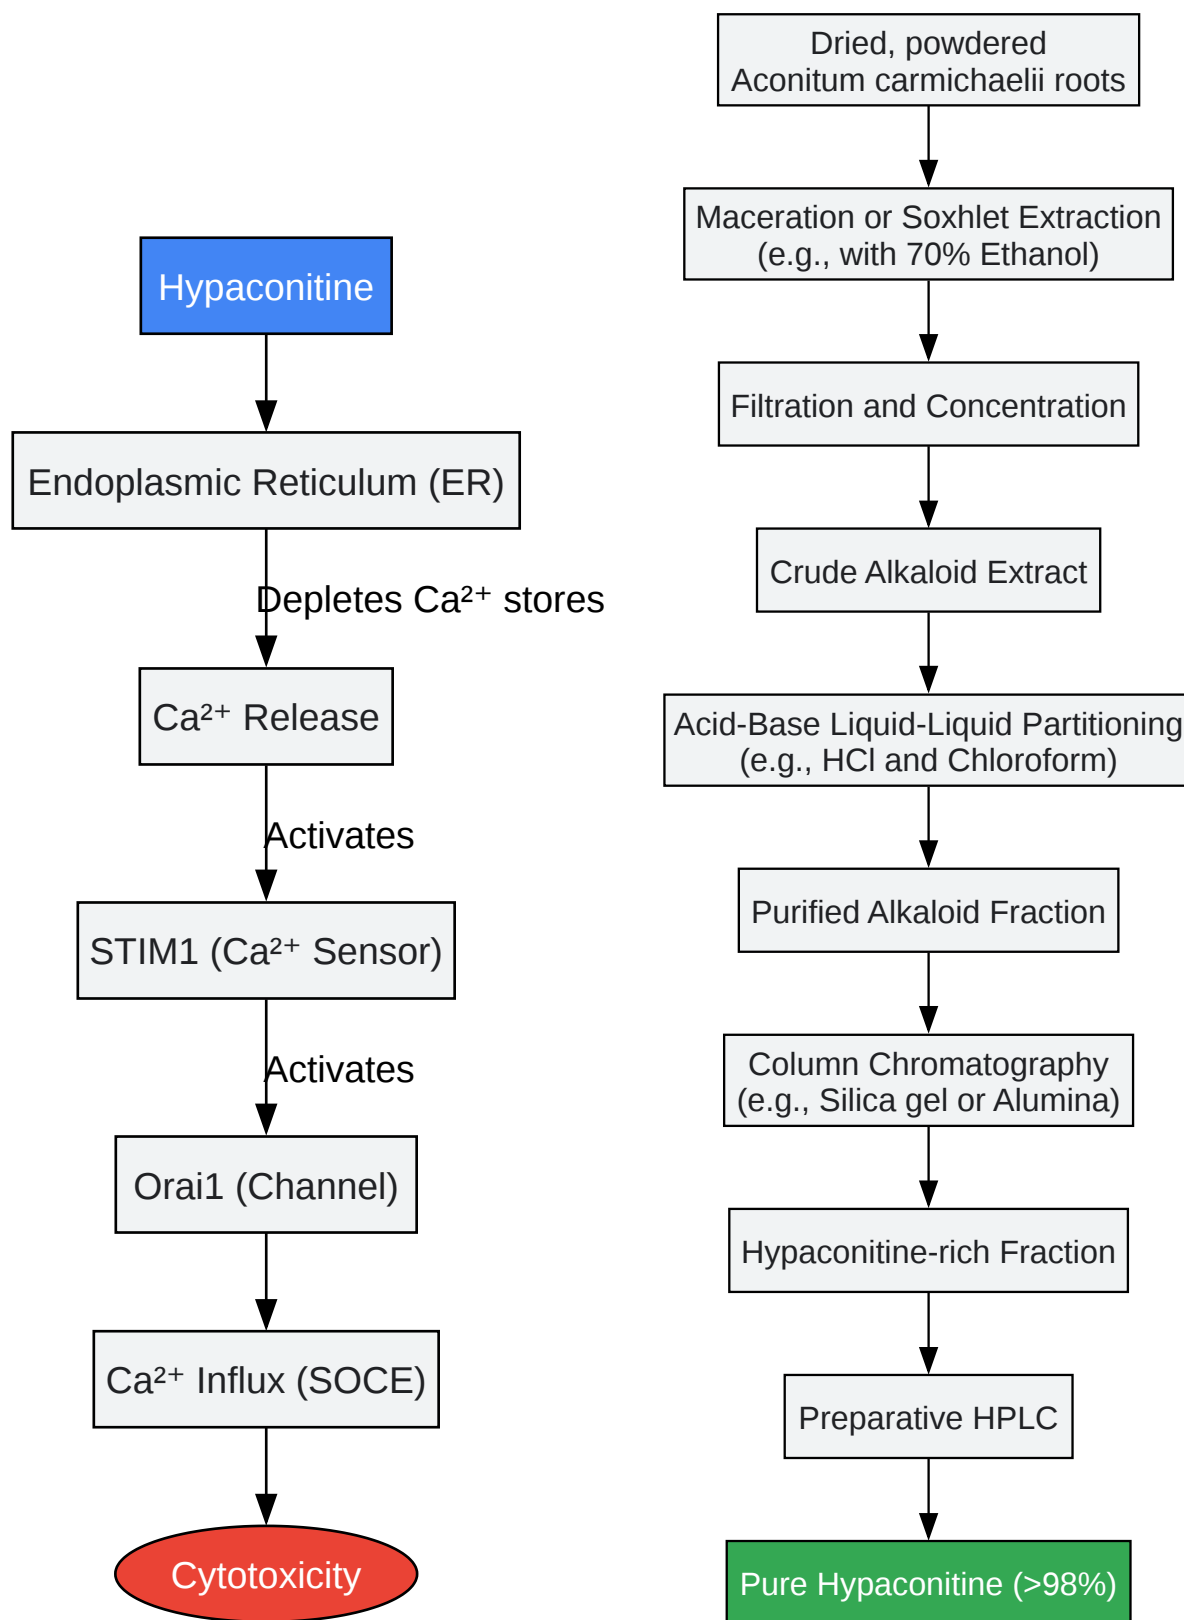 Hypaconitine
Endoplasmic Reticulum (ER)
Depletes Ca²⁺ stores
Ca²⁺ Release
Activates
STIM1 (Ca²⁺ Sensor)
Activates
Orai1 (Channel)
Ca²⁺ Influx (SOCE)
Cytotoxicity
Dried, powdered
Aconitum carmichaelii roots
Maceration or Soxhlet Extraction
(e.g., with 70% Ethanol)
Filtration and Concentration
Crude Alkaloid Extract
Acid-Base Liquid-Liquid Partitioning
(e.g., HCl and Chloroform)
Purified Alkaloid Fraction
Column Chromatography
(e.g., Silica gel or Alumina)
Hypaconitine-rich Fraction
Preparative HPLC
Pure Hypaconitine (>98%)